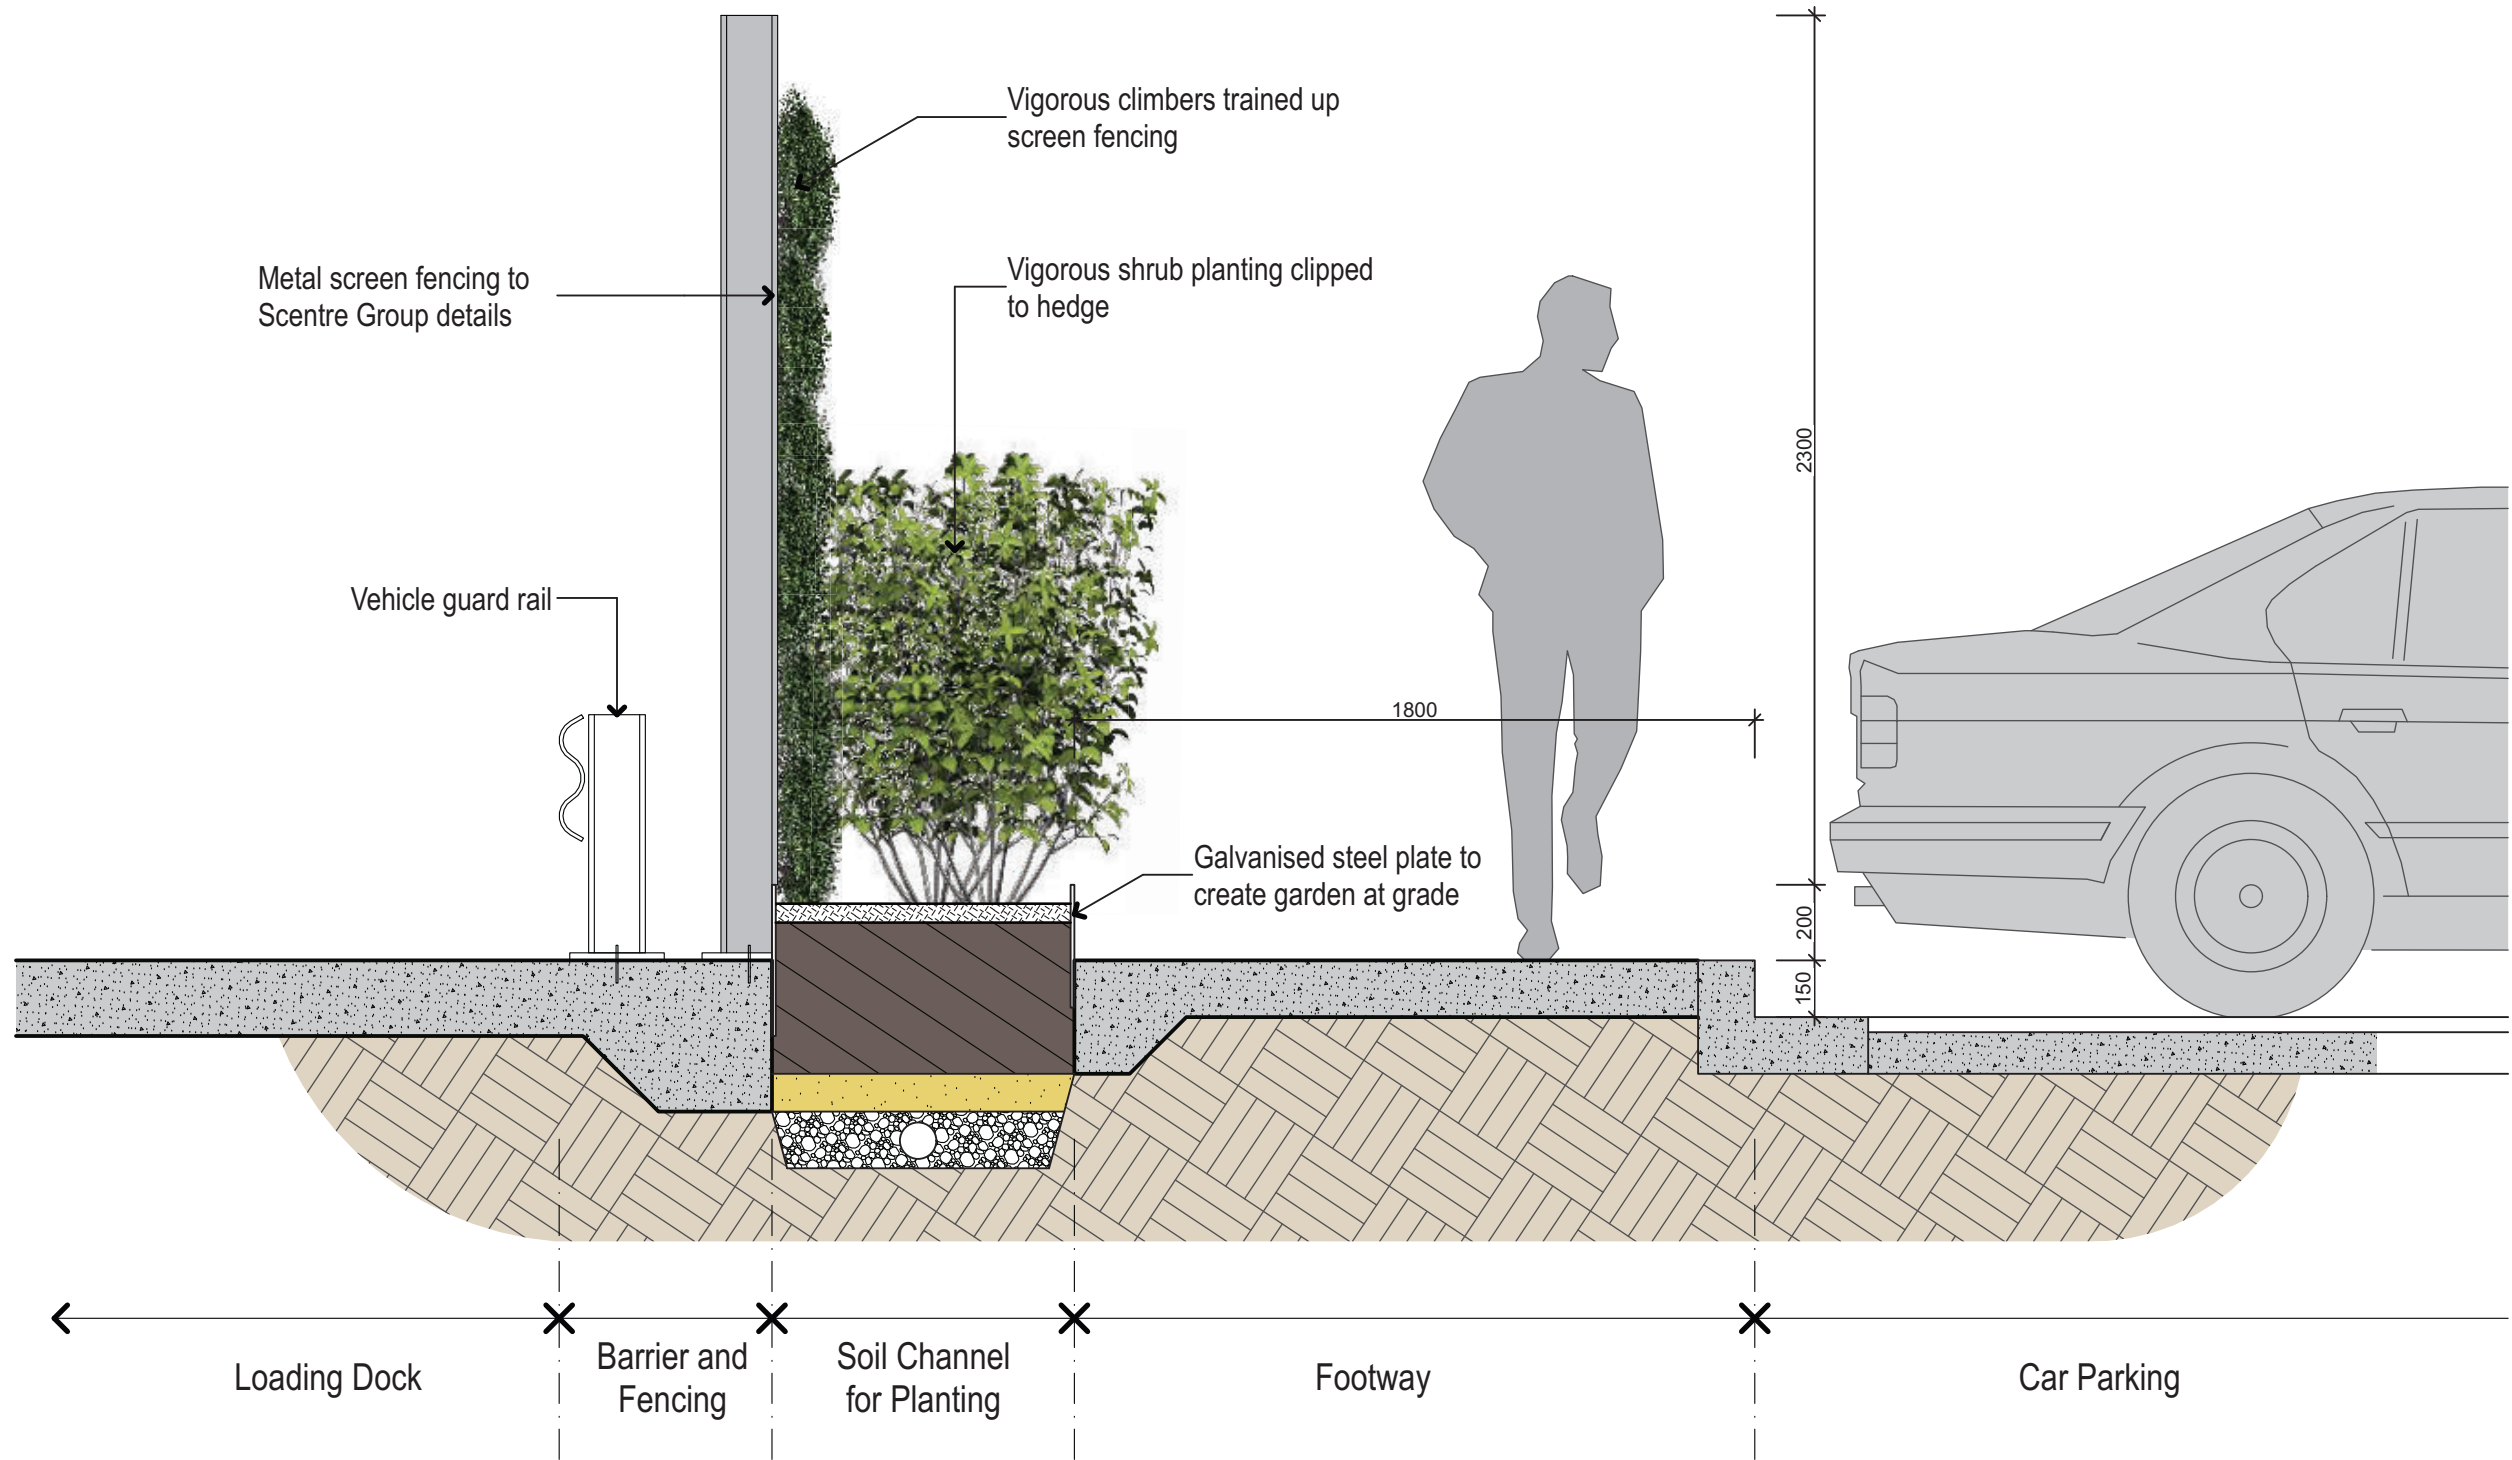 Vigorous climbers trained up
screen fencing
Metal screen fencing to
Scentre Group details
Vigorous shrub planting clipped
to hedge
2300
Vehicle guard rail
1800
Galvanised steel plate to
create garden at grade
200
150
Loading Dock
Barrier and
Fencing
Soil Channel
for Planting
Footway
Car Parking